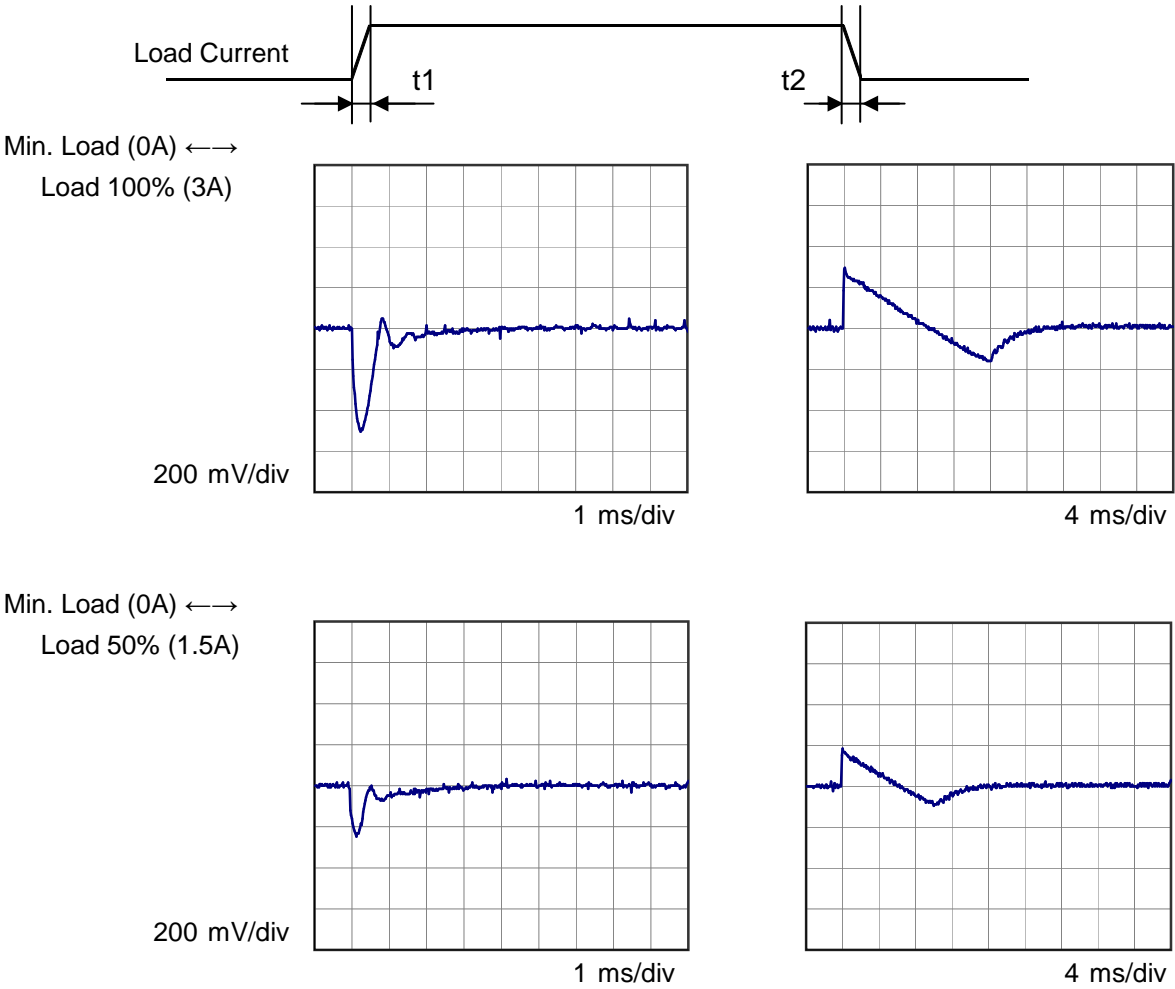 Load Current
t1
t2
Min. Load (0A) ←→
Load 100% (3A)
200 mV/div
1 ms/div
4 ms/div
Min. Load (0A) ←→
Load 50% (1.5A)
200 mV/div
1 ms/div
4 ms/div